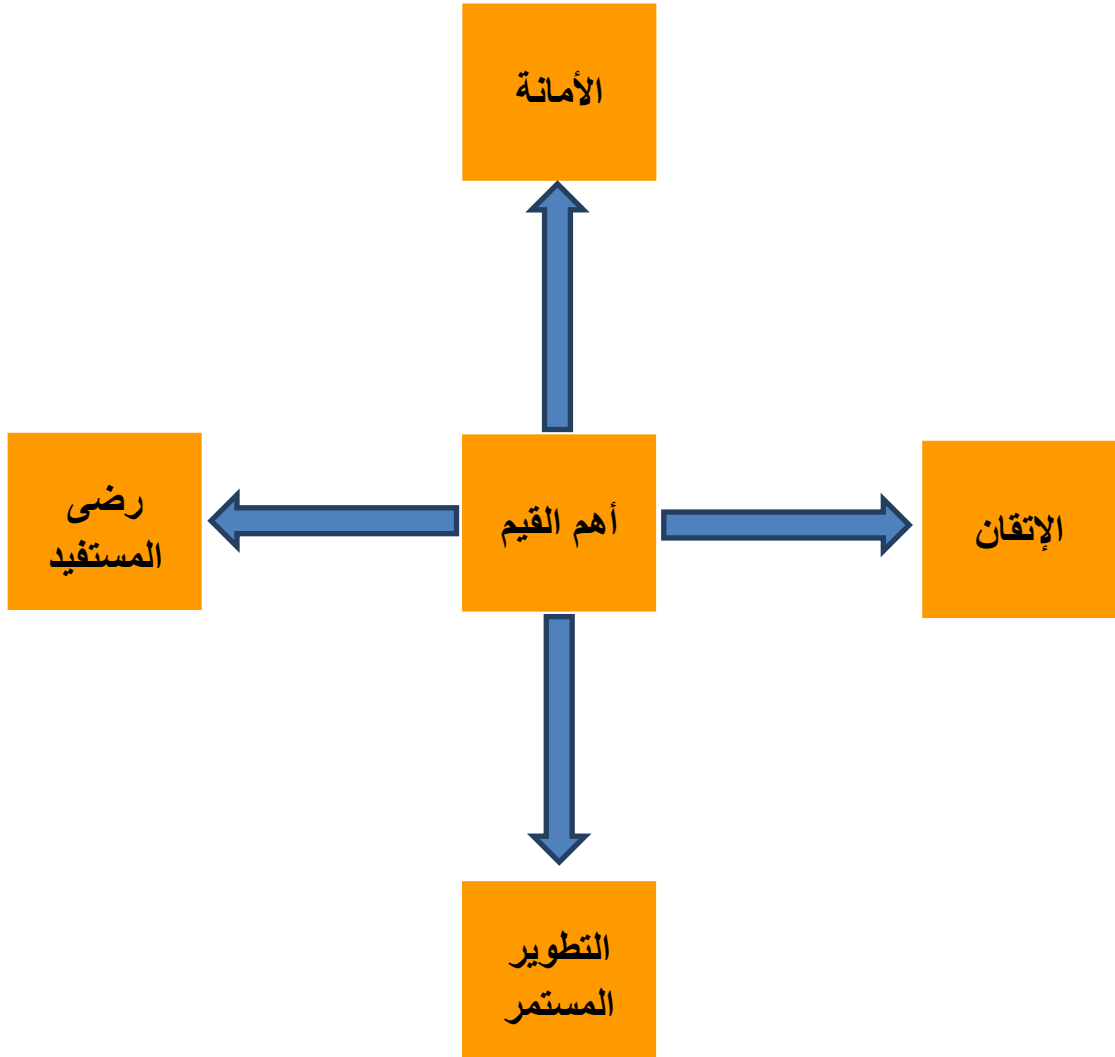 الأمانة
الإتقان
أهم القيم
رضى
المستفيد
التطوير
المستمر